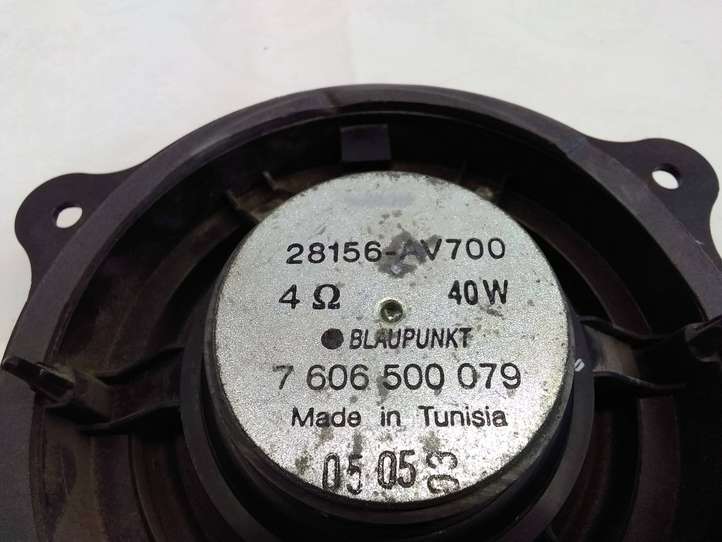 28156-AV700
4 Ω 40W
BLAUPUNKT
7 606 500 079
Made in Tunisia
05 05 03